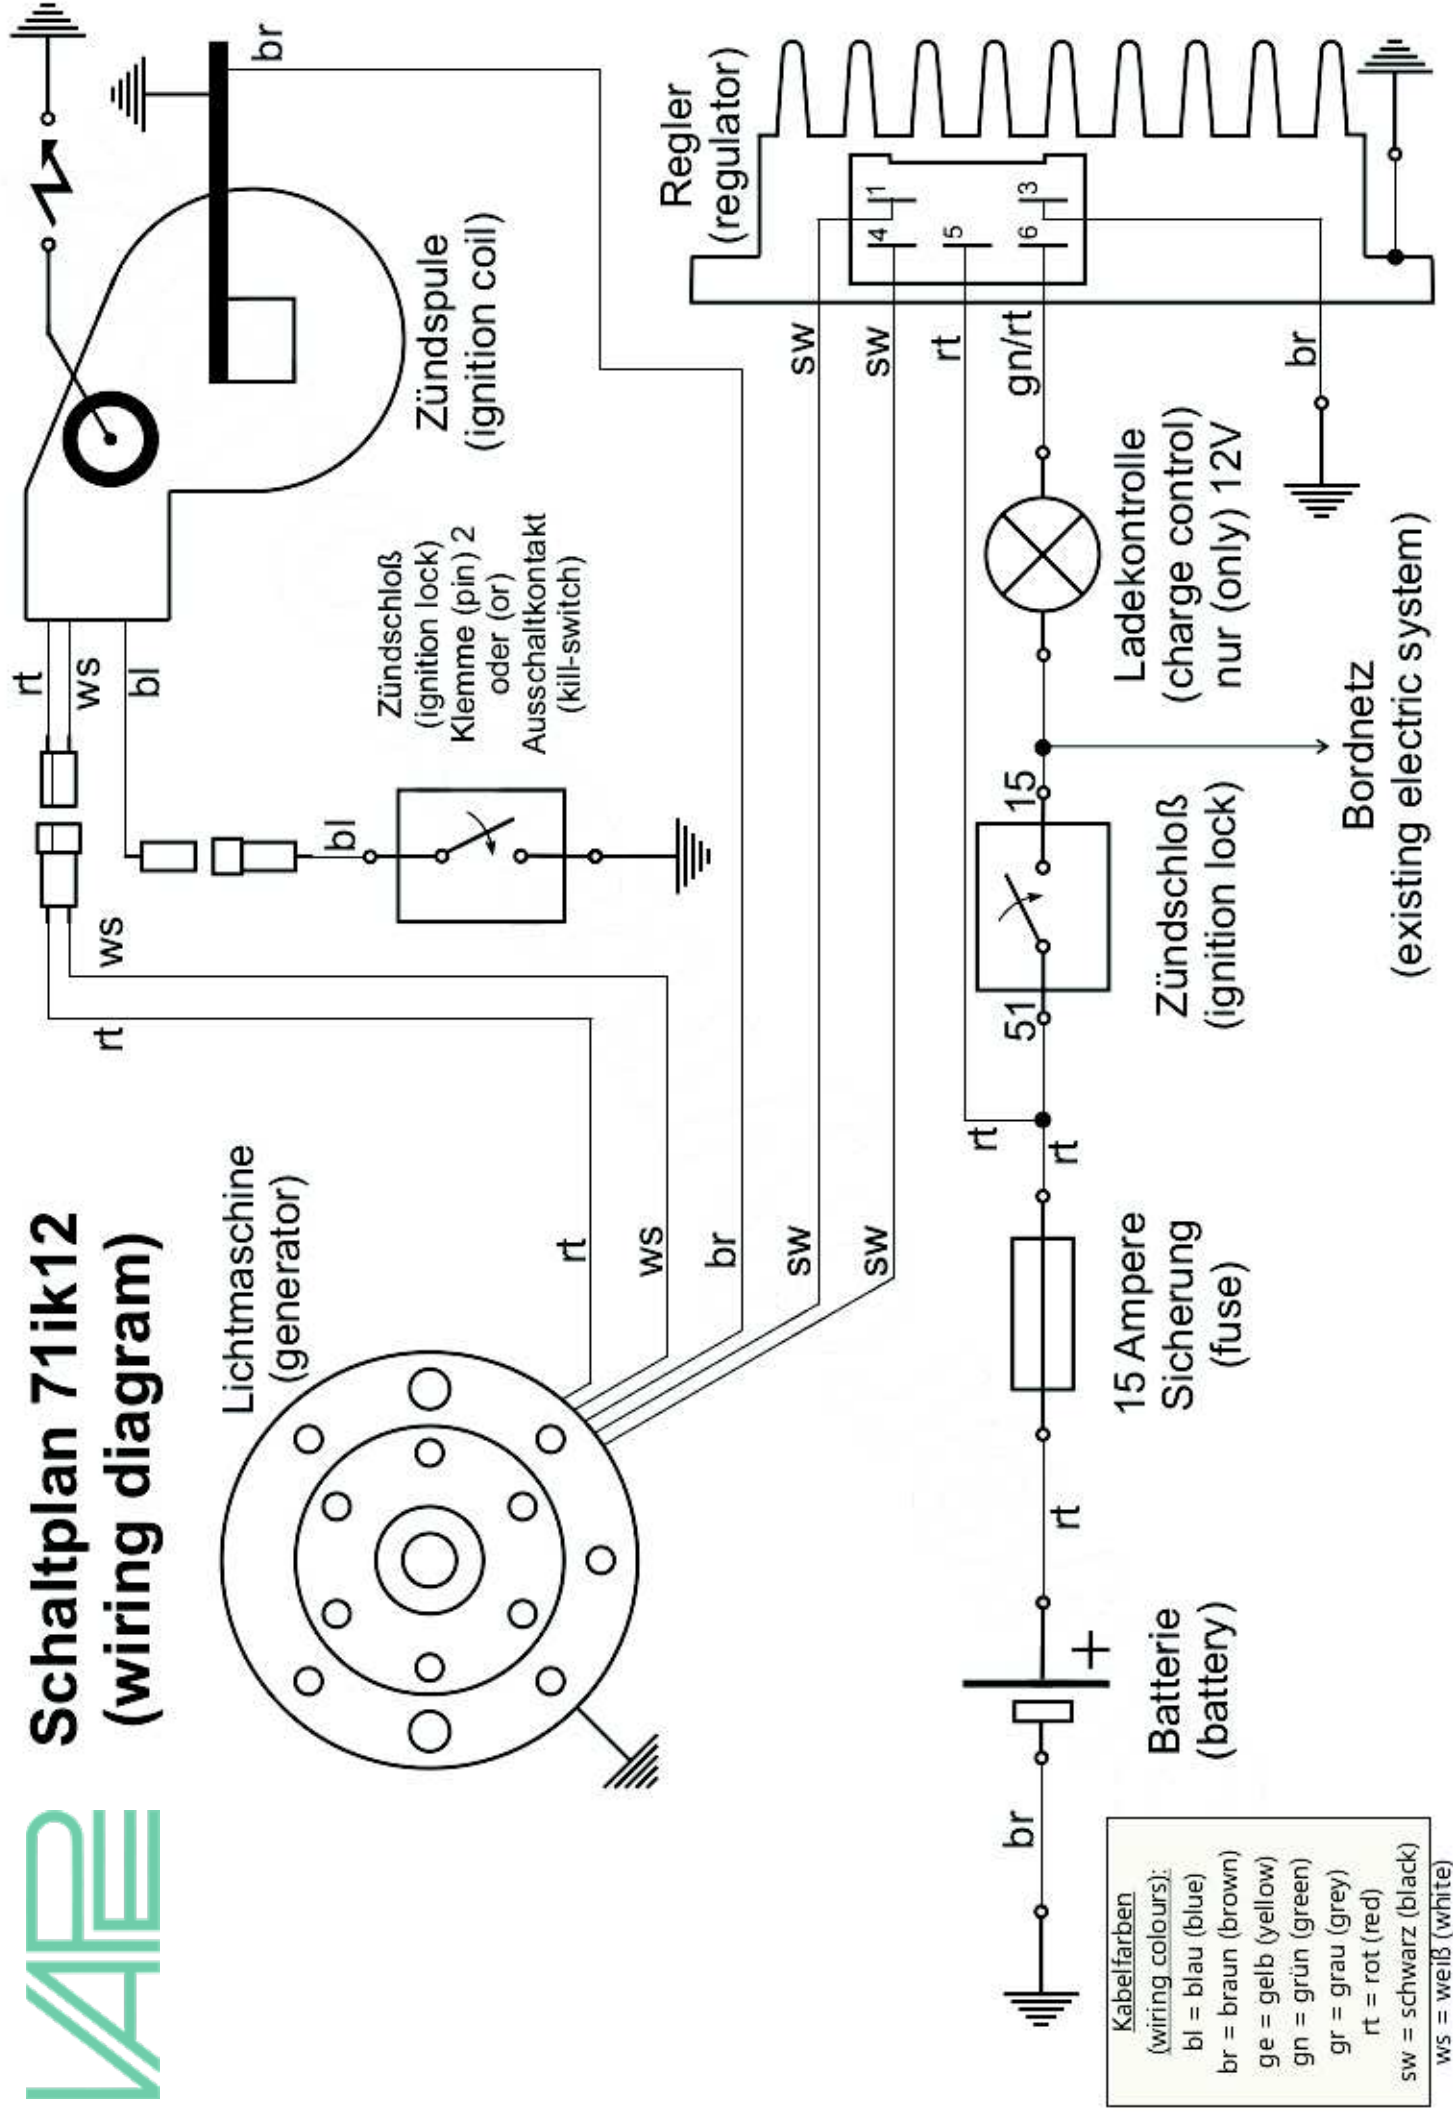 VAPE
Schaltplan 71ik12
(wiring diagram)
Lichtmaschine
(generator)
rt
ws
br
sw
sw
rt
ws
rt
ws
bl
bl
Zündschloß
(ignition lock)
Klemme (pin) 2
oder (or)
Ausschaltkontakt
(kill-switch)
Zündspule
(ignition coil)
br
Regler
(regulator)
1
4
5
3
6
sw
sw
rt
gn/rt
br
Ladekontrolle
(charge control)
nur (only) 12V
Bordnetz
(existing electric system)
15
51
Zündschloß
(ignition lock)
rt
rt
15 Ampere
Sicherung
(fuse)
rt
+
Batterie
(battery)
br
Kabelfarben
(wiring colours):
bl = blau (blue)
br = braun (brown)
ge = gelb (yellow)
gn = grün (green)
gr = grau (grey)
rt = rot (red)
sw = schwarz (black)
ws = weiß (white)